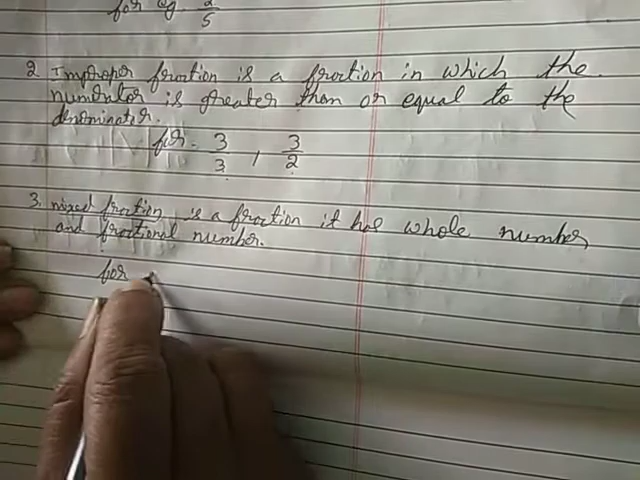 for eg. 2/5
2 Improper fraction is a fraction in which the
numerator is greater than or equal to the
denominator.
for - 3/3 , 3/2
3. mixed fraction is a fraction it has whole number
and fractional number.
for